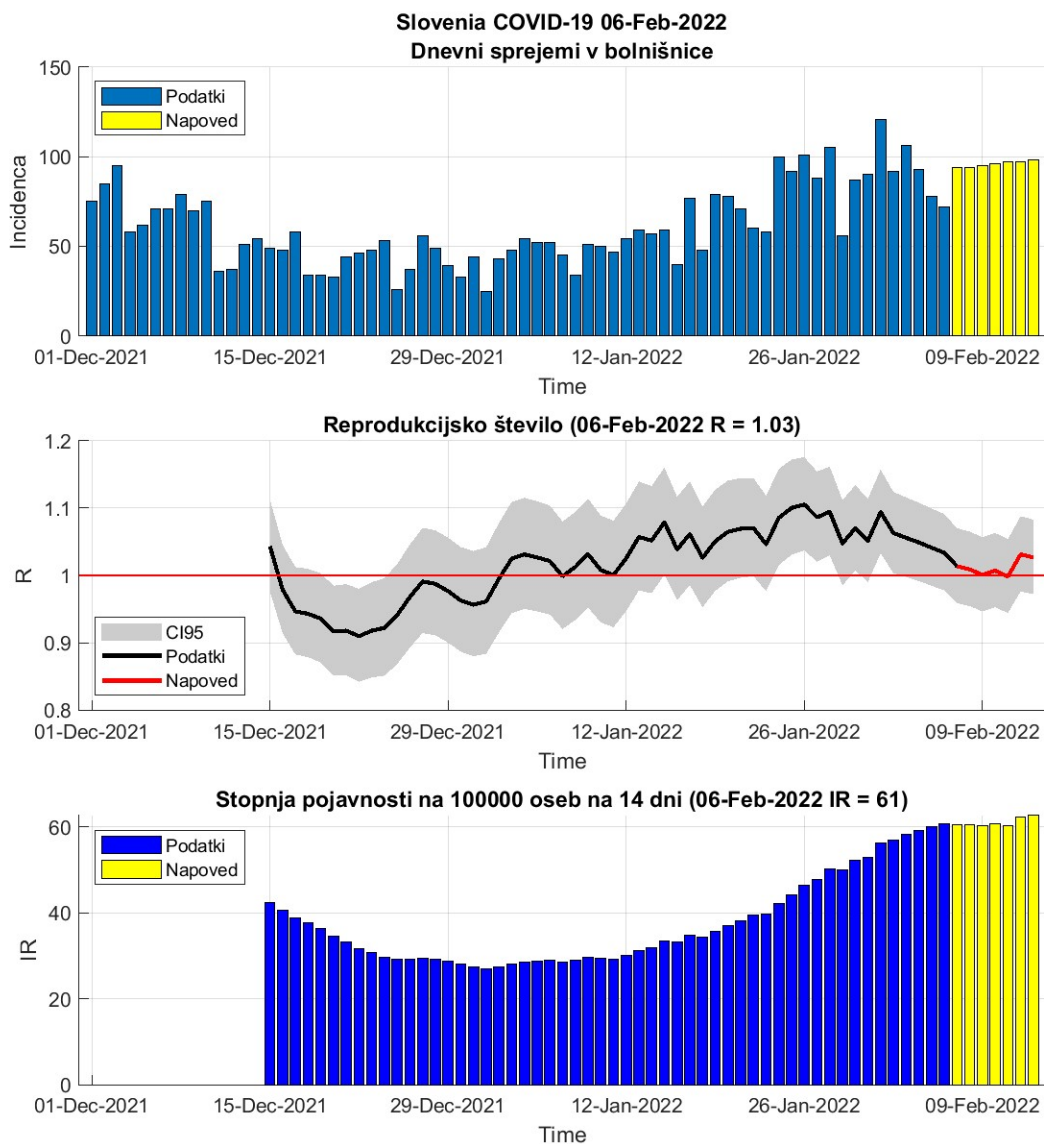 Slovenia COVID-19 06-Feb-2022
Dnevni sprejemi v bolnišnice
150
100
50
0
Incidenca
Podatki
Napoved
01-Dec-2021 15-Dec-2021 29-Dec-2021 12-Jan-2022 26-Jan-2022 09-Feb-2022
Time
Reprodukcijsko število (06-Feb-2022 R = 1.03)
1.2
1.1
1
0.9
0.8
R
CI95
Podatki
Napoved
01-Dec-2021 15-Dec-2021 29-Dec-2021 12-Jan-2022 26-Jan-2022 09-Feb-2022
Time
Stopnja pojavnosti na 100000 oseb na 14 dni (06-Feb-2022 IR = 61)
60
40
20
0
IR
Podatki
Napoved
01-Dec-2021 15-Dec-2021 29-Dec-2021 12-Jan-2022 26-Jan-2022 09-Feb-2022
Time